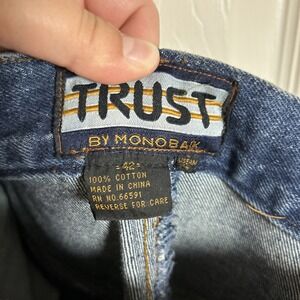 TRUST
BY MONOBAK
42
100% COTTON
MADE IN CHINA
RN NO.66591
REVERSE FOR CARE